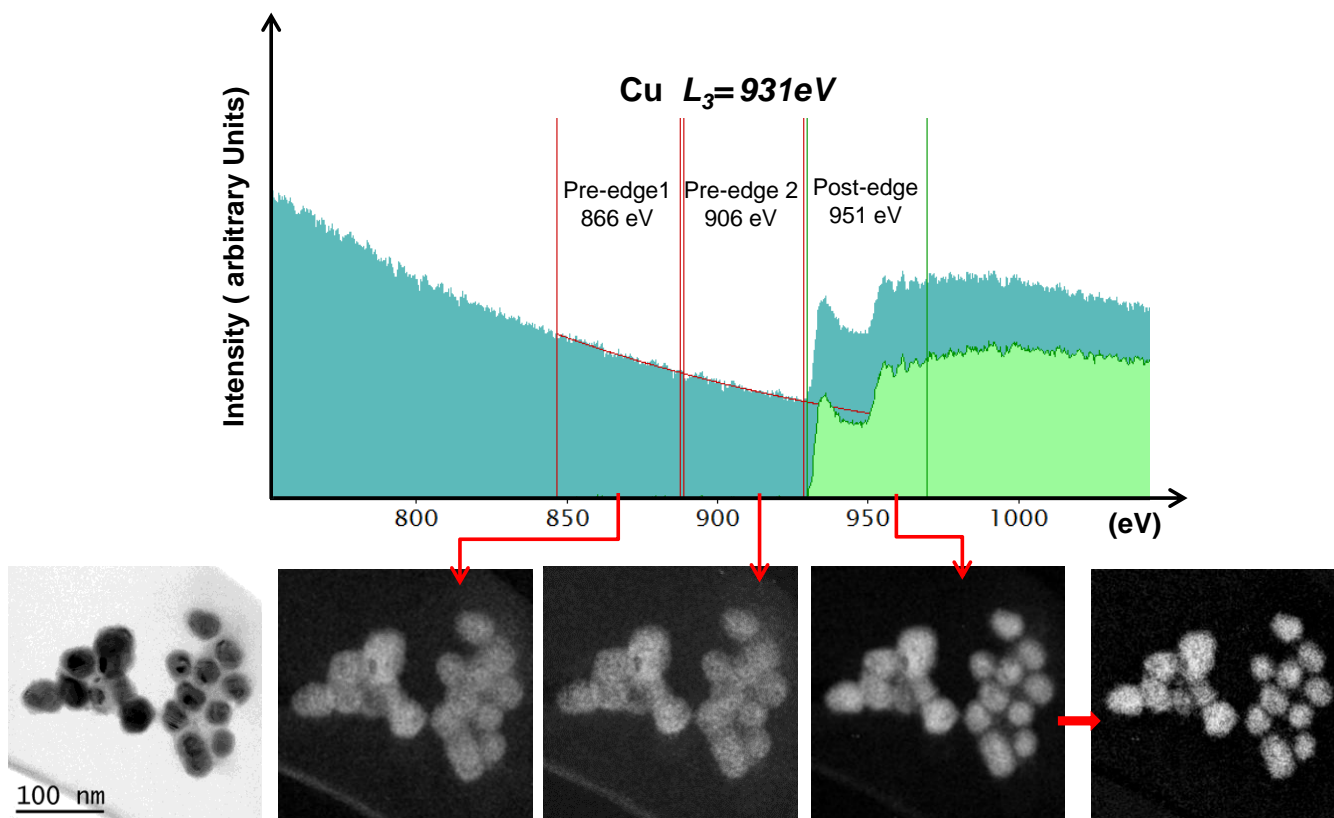 Cu L3= 931eV
Intensity ( arbitrary Units)
Pre-edge1
866 eV
Pre-edge 2
906 eV
Post-edge
951 eV
800
850
900
950
1000
(eV)
100 nm